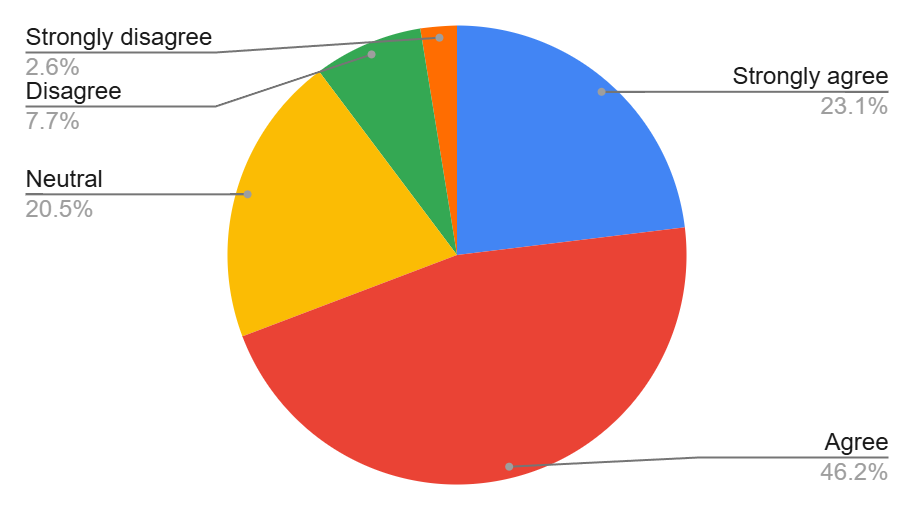 Strongly disagree
2.6%
Disagree
7.7%
Neutral
20.5%
Strongly agree
23.1%
Agree
46.2%